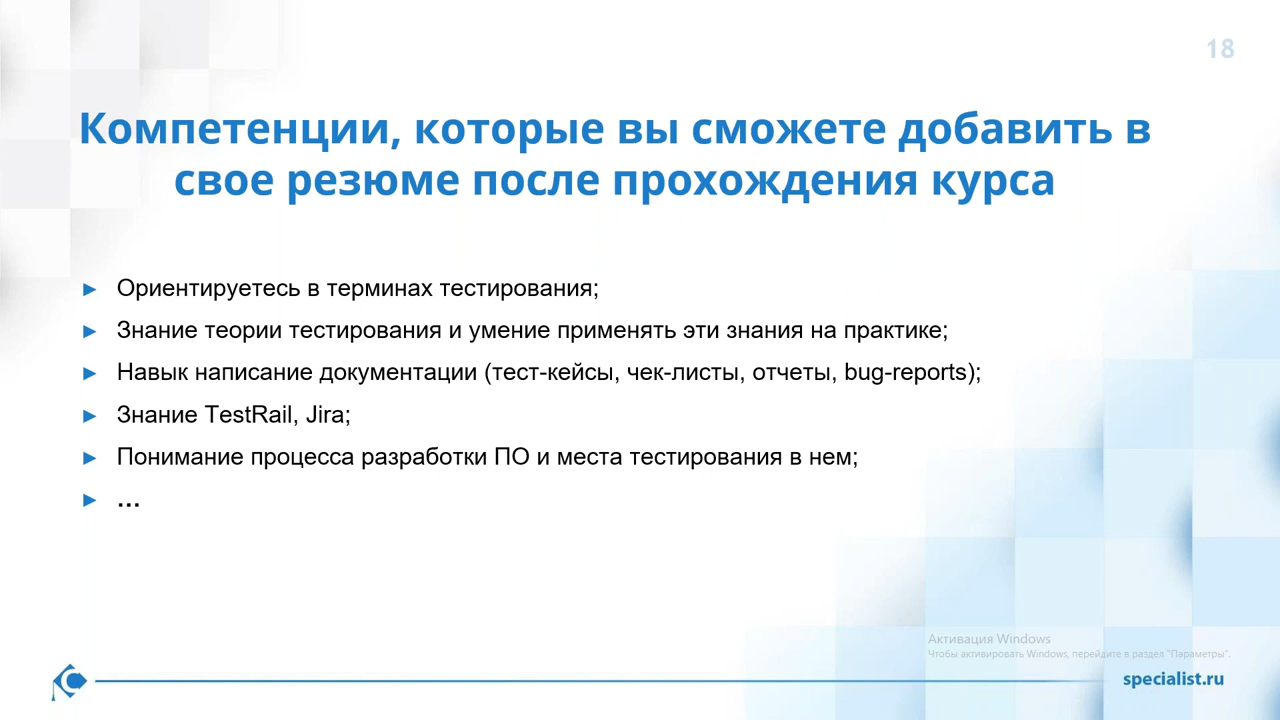 18
Компетенции, которые вы сможете добавить в
свое резюме после прохождения курса
► Ориентируетесь в терминах тестирования;
► Знание теории тестирования и умение применять эти знания на практике;
► Навык написание документации (тест-кейсы, чек-листы, отчеты, bug-reports);
► Знание TestRail, Jira;
► Понимание процесса разработки ПО и места тестирования в нем;
► ...
Активация Windows
Чтобы активировать Windows, перейдите в раздел "Параметры".
specialist.ru